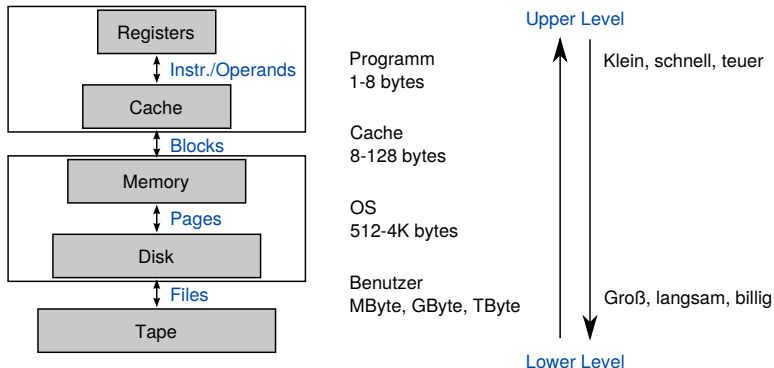 Registers
Instr./Operands
Cache
Blocks
Memory
Pages
Disk
Files
Tape
Programm
1-8 bytes
Cache
8-128 bytes
OS
512-4K bytes
Benutzer
MByte, GByte, TByte
Upper Level
Klein, schnell, teuer
Groß, langsam, billig
Lower Level